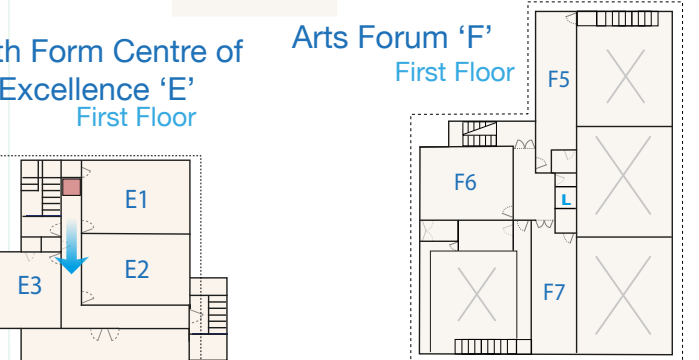 th Form Centre of
Excellence ‘E’
First Floor
E1
E2
E3
Arts Forum ‘F’
First Floor
F5
F6
L
F7